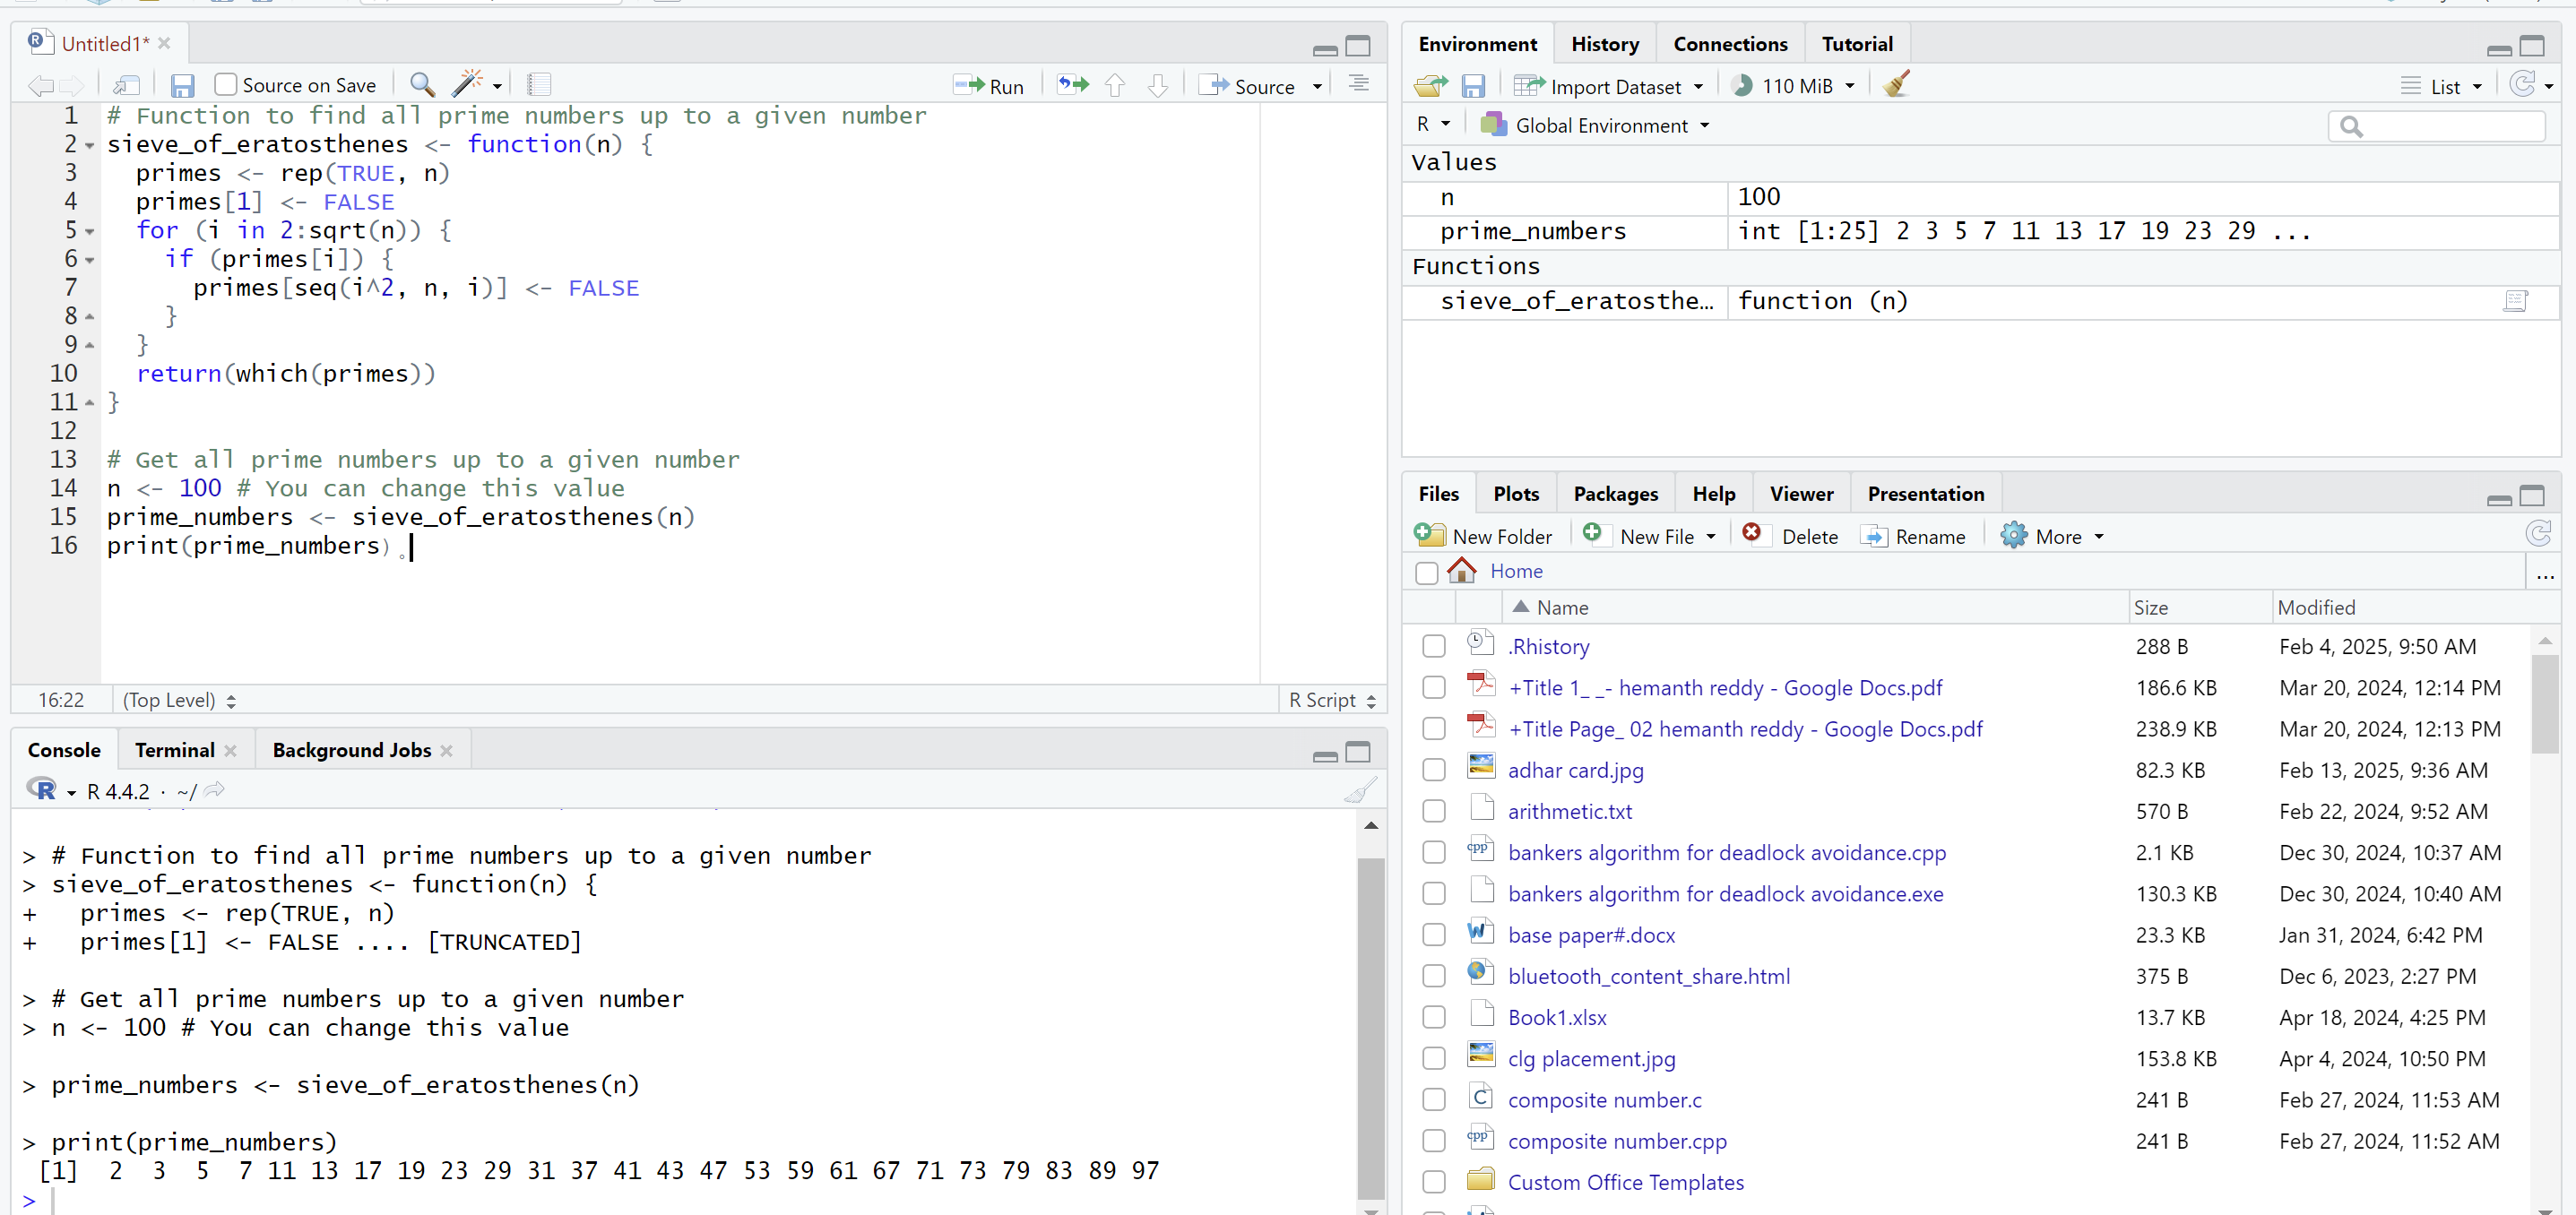 Untitled1*
Source on Save
Run
Source
1 # Function to find all prime numbers up to a given number
2 sieve_of_eratosthenes <- function(n) {
3   primes <- rep(TRUE, n)
4   primes[1] <- FALSE
5   for (i in 2:sqrt(n)) {
6     if (primes[i]) {
7       primes[seq(i^2, n, i)] <- FALSE
8     }
9   }
10   return(which(primes))
11 }
12
13 # Get all prime numbers up to a given number
14 n <- 100 # You can change this value
15 prime_numbers <- sieve_of_eratosthenes(n)
16 print(prime_numbers）。
16:22 (Top Level) R Script
Console Terminal Background Jobs
R 4.4.2 · ~/
> # Function to find all prime numbers up to a given number
> sieve_of_eratosthenes <- function(n) {
+   primes <- rep(TRUE, n)
+   primes[1] <- FALSE .... [TRUNCATED]
> # Get all prime numbers up to a given number
> n <- 100 # You can change this value
> prime_numbers <- sieve_of_eratosthenes(n)
> print(prime_numbers)
[1]  2  3  5  7 11 13 17 19 23 29 31 37 41 43 47 53 59 61 67 71 73 79 83 89 97
>
Environment History Connections Tutorial
Import Dataset 110 MiB List
R Global Environment
Values
n 100
prime_numbers int [1:25] 2 3 5 7 11 13 17 19 23 29 ...
Functions
sieve_of_eratosthe... function (n)
Files Plots Packages Help Viewer Presentation
New Folder New File Delete Rename More
Home ...
Name Size Modified
.Rhistory 288 B Feb 4, 2025, 9:50 AM
+Title 1_ _- hemanth reddy - Google Docs.pdf 186.6 KB Mar 20, 2024, 12:14 PM
+Title Page_ 02 hemanth reddy - Google Docs.pdf 238.9 KB Mar 20, 2024, 12:13 PM
adhar card.jpg 82.3 KB Feb 13, 2025, 9:36 AM
arithmetic.txt 570 B Feb 22, 2024, 9:52 AM
bankers algorithm for deadlock avoidance.cpp 2.1 KB Dec 30, 2024, 10:37 AM
bankers algorithm for deadlock avoidance.exe 130.3 KB Dec 30, 2024, 10:40 AM
base paper#.docx 23.3 KB Jan 31, 2024, 6:42 PM
bluetooth_content_share.html 375 B Dec 6, 2023, 2:27 PM
Book1.xlsx 13.7 KB Apr 18, 2024, 4:25 PM
clg placement.jpg 153.8 KB Apr 4, 2024, 10:50 PM
composite number.c 241 B Feb 27, 2024, 11:53 AM
composite number.cpp 241 B Feb 27, 2024, 11:52 AM
Custom Office Templates